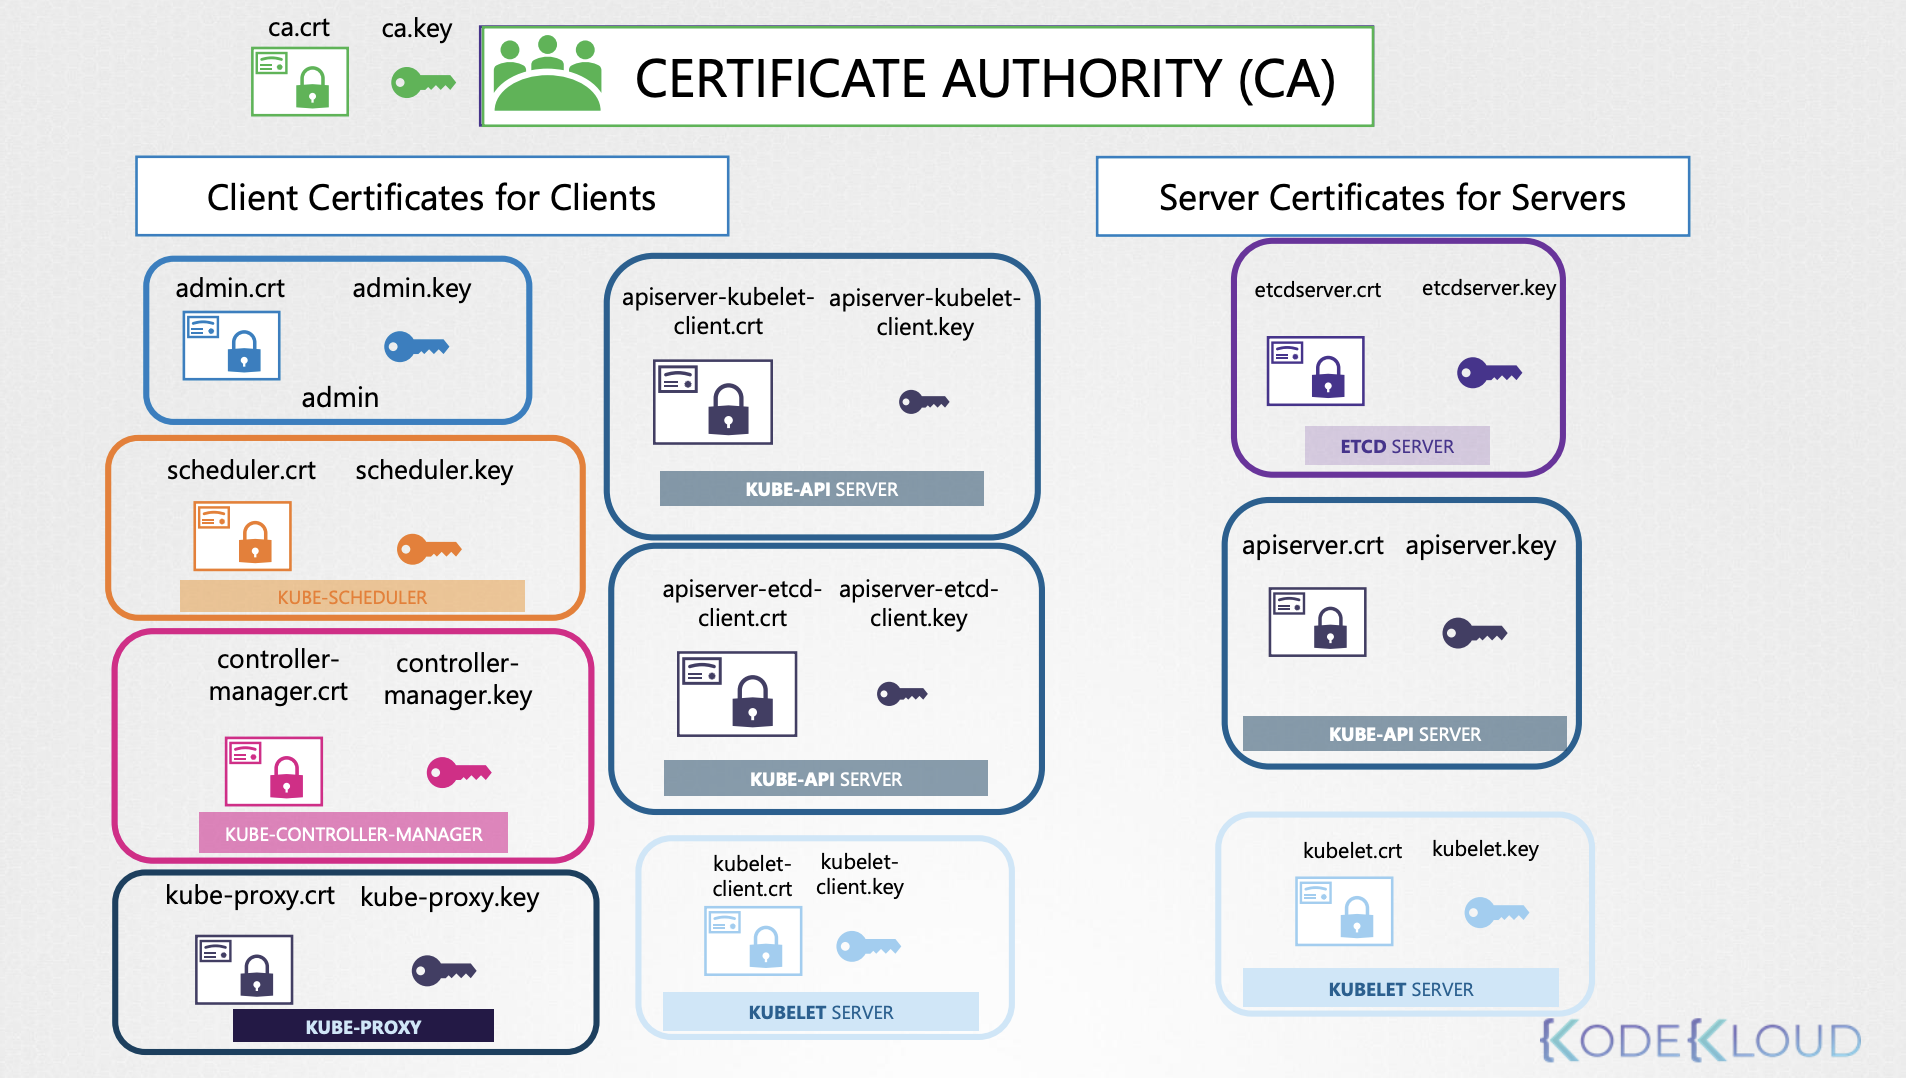 ca.crt
ca.key
CERTIFICATE AUTHORITY (CA)
Client Certificates for Clients
admin.crt
admin.key
admin
scheduler.crt
scheduler.key
KUBE-SCHEDULER
controller-
manager.crt
controller-
manager.key
KUBE-CONTROLLER-MANAGER
kube-proxy.crt
kube-proxy.key
KUBE-PROXY
apiserver-kubelet-
client.crt
apiserver-kubelet-
client.key
KUBE-API SERVER
apiserver-etcd-
client.crt
apiserver-etcd-
client.key
KUBE-API SERVER
kubelet-
client.crt
kubelet-
client.key
KUBELET SERVER
Server Certificates for Servers
etcdserver.crt
etcdserver.key
ETCD SERVER
apiserver.crt
apiserver.key
KUBE-API SERVER
kubelet.crt
kubelet.key
KUBELET SERVER
KODEKLOUD